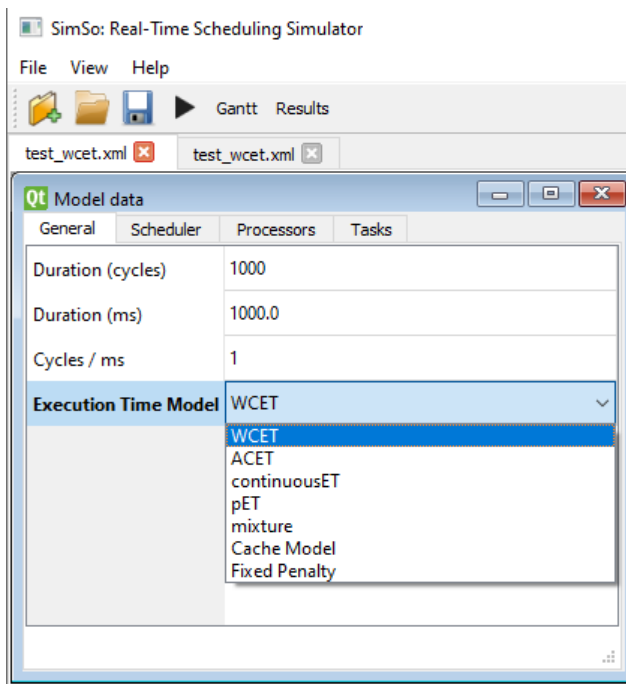 SimSo: Real-Time Scheduling Simulator
File View Help
Gantt Results
test_wcet.xml test_wcet.xml
Qt Model data
General Scheduler Processors Tasks
Duration (cycles) 1000
Duration (ms) 1000.0
Cycles / ms 1
Execution Time Model WCET
WCET
ACET
continuousET
pET
mixture
Cache Model
Fixed Penalty